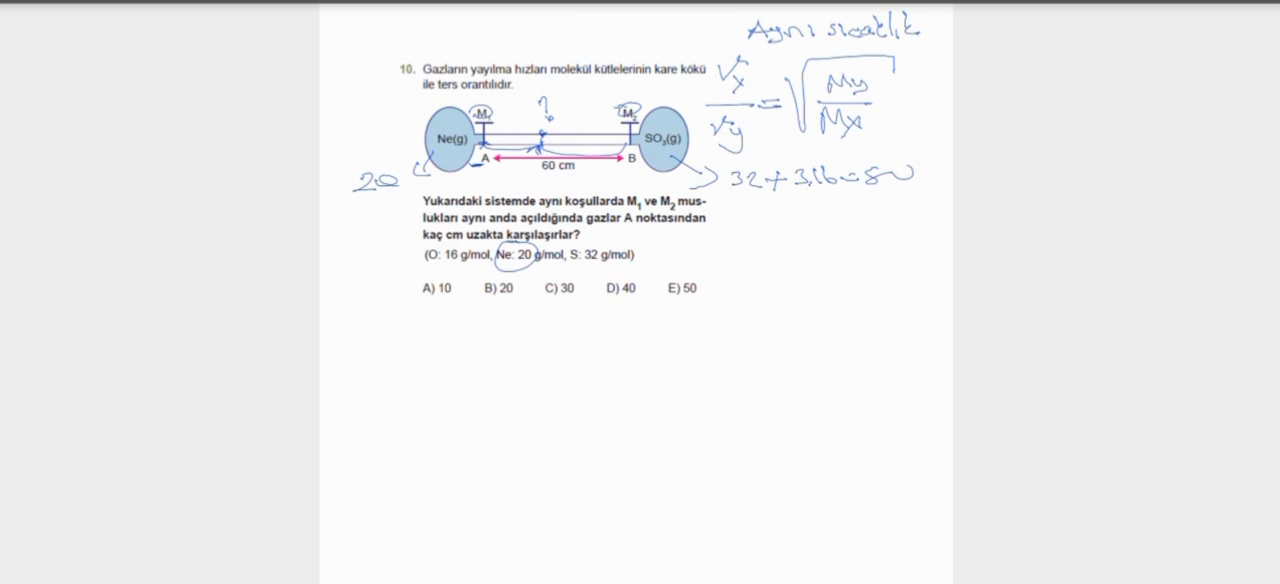 Aynı sıcaklık
10. Gazların yayılma hızları molekül kütlelerinin kare kökü
ile ters orantılıdır.
Vx / Vy = √ My / Mx
?
M₁
M₂
Ne(g)
SO₃(g)
A
B
60 cm
20
32+3.16=80
Yukarıdaki sistemde aynı koşullarda M₁ ve M₂ mus-
lukları aynı anda açıldığında gazlar A noktasından
kaç cm uzakta karşılaşırlar?
(O: 16 g/mol, Ne: 20 g/mol, S: 32 g/mol)
A) 10 B) 20 C) 30 D) 40 E) 50